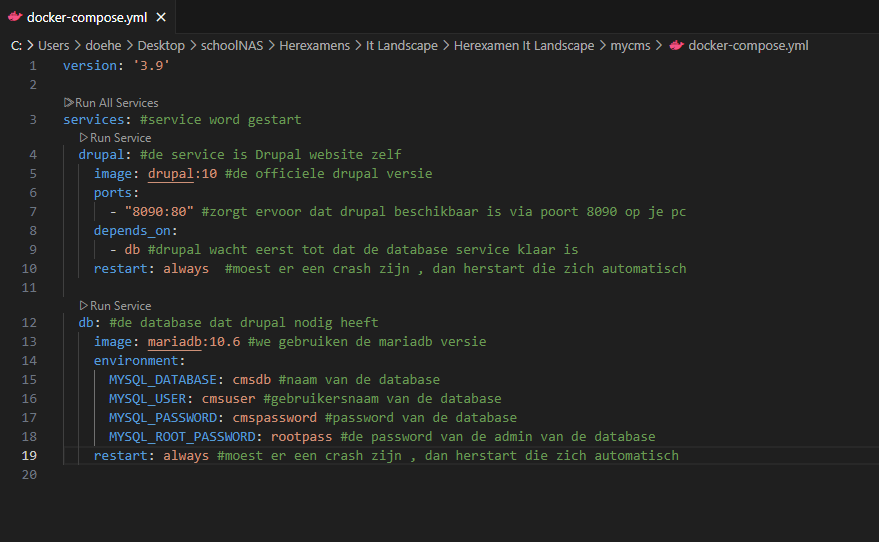 docker-compose.yml
C: > Users > doehe > Desktop > schoolNAS > Herexamens > It Landscape > Herexamen It Landscape > mycms > docker-compose.yml
1 version: '3.9'
2
Run All Services
3 services: #service word gestart
Run Service
4 drupal: #de service is Drupal website zelf
5 image: drupal:10 #de officiele drupal versie
6 ports:
7 - "8090:80" #zorgt ervoor dat drupal beschikbaar is via poort 8090 op je pc
8 depends_on:
9 - db #drupal wacht eerst tot dat de database service klaar is
10 restart: always  #moest er een crash zijn , dan herstart die zich automatisch
11
Run Service
12 db: #de database dat drupal nodig heeft
13 image: mariadb:10.6 #we gebruiken de mariadb versie
14 environment:
15 MYSQL_DATABASE: cmsdb #naam van de database
16 MYSQL_USER: cmsuser #gebruikersnaam van de database
17 MYSQL_PASSWORD: cmspassword #password van de database
18 MYSQL_ROOT_PASSWORD: rootpass #de password van de admin van de database
19 restart: always #moest er een crash zijn , dan herstart die zich automatisch
20